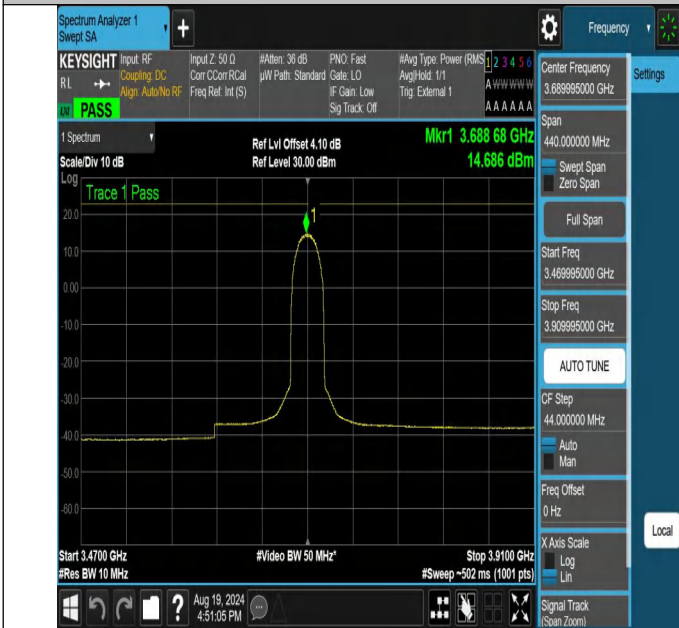 Spectrum Analyzer 1
Swept SA
+
Frequency
KEYSIGHT
RL
PASS
Input: RF
Coupling: DC
Align: Auto/No RF
Input Z: 50 Ω
Corr CCorr RCal
Freq Ref: Int (S)
#Atten: 36 dB
µW Path: Standard
PNO: Fast
Gate: LO
IF Gain: Low
Sig Track: Off
#Avg Type: Power (RMS
Avg|Hold: 1/1
Trig: External 1
1 2 3 4 5 6
A W W W W W
A A A A A A
1 Spectrum
Scale/Div 10 dB
Log
Ref Lvl Offset 4.10 dB
Ref Level 30.00 dBm
Mkr1 3.688 68 GHz
14.686 dBm
Trace 1 Pass
1
20.0
10.0
0.00
-10.0
-20.0
-30.0
-40.0
-50.0
-60.0
Start 3.4700 GHz
#Res BW 10 MHz
#Video BW 50 MHz*
Stop 3.9100 GHz
#Sweep ~502 ms (1001 pts)
Aug 19, 2024
4:51:05 PM
?
Center Frequency
3.689995000 GHz
Settings
Span
440.000000 MHz
Swept Span
Zero Span
Full Span
Start Freq
3.469995000 GHz
Stop Freq
3.909995000 GHz
AUTO TUNE
CF Step
44.000000 MHz
Auto
Man
Freq Offset
0 Hz
Local
X Axis Scale
Log
Lin
Signal Track
(Span Zoom)